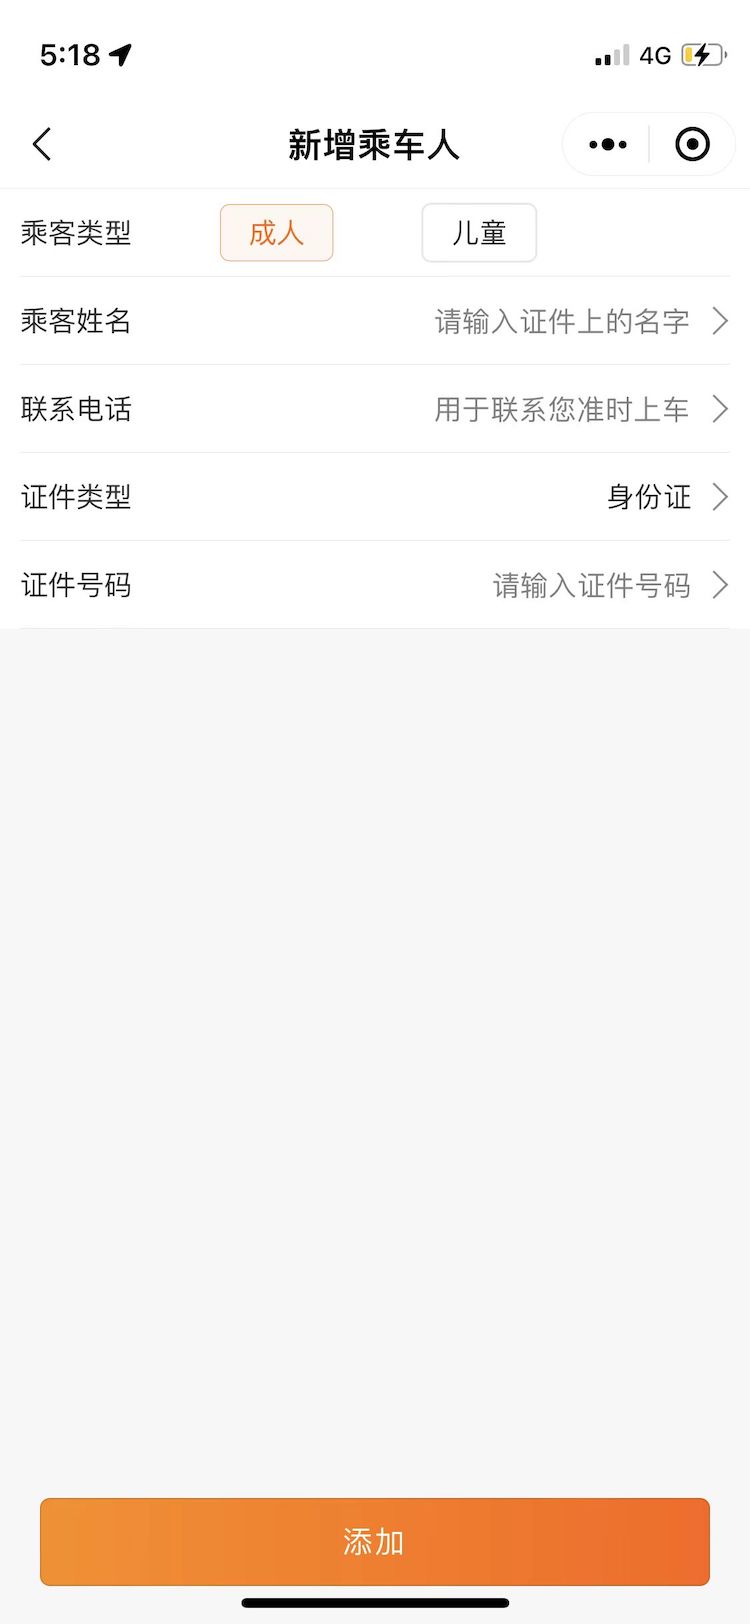 5:18 4G
新增乘车人
乘客类型 成人 儿童
乘客姓名 请输入证件上的名字
联系电话 用于联系您准时上车
证件类型 身份证
证件号码 请输入证件号码
添加